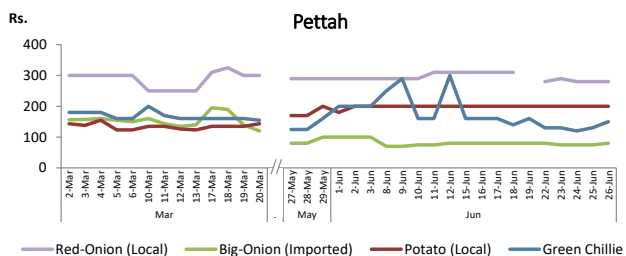 Pettah
Rs.
400
300
200
100
0
2-Mar
3-Mar
4-Mar
5-Mar
6-Mar
10-Mar
11-Mar
12-Mar
13-Mar
17-Mar
18-Mar
19-Mar
20-Mar
27-May
28-May
29-May
1-Jun
2-Jun
3-Jun
8-Jun
9-Jun
10-Jun
11-Jun
12-Jun
15-Jun
16-Jun
17-Jun
18-Jun
19-Jun
22-Jun
23-Jun
24-Jun
25-Jun
26-Jun
Mar . May Jun
Red-Onion (Local) Big-Onion (Imported) Potato (Local) Green Chillie